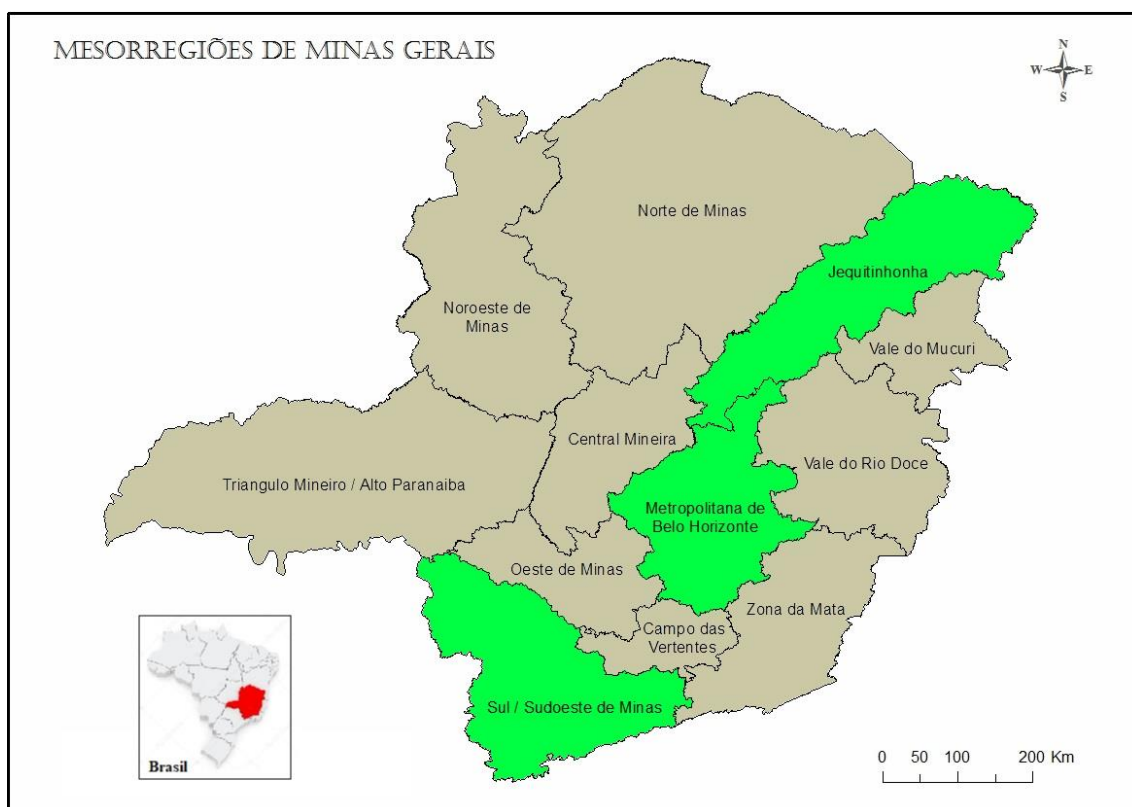 MESORREGIÕES DE MINAS GERAIS
N
W E
S
Norte de Minas
Jequitinhonha
Noroeste de
Minas
Vale do Mucuri
Central Mineira
Vale do Rio Doce
Triangulo Mineiro / Alto Paranaiba
Metropolitana de
Belo Horizonte
Oeste de Minas
Zona da Mata
Campo das
Vertentes
Sul / Sudoeste de Minas
Brasil
0 50 100 200 Km